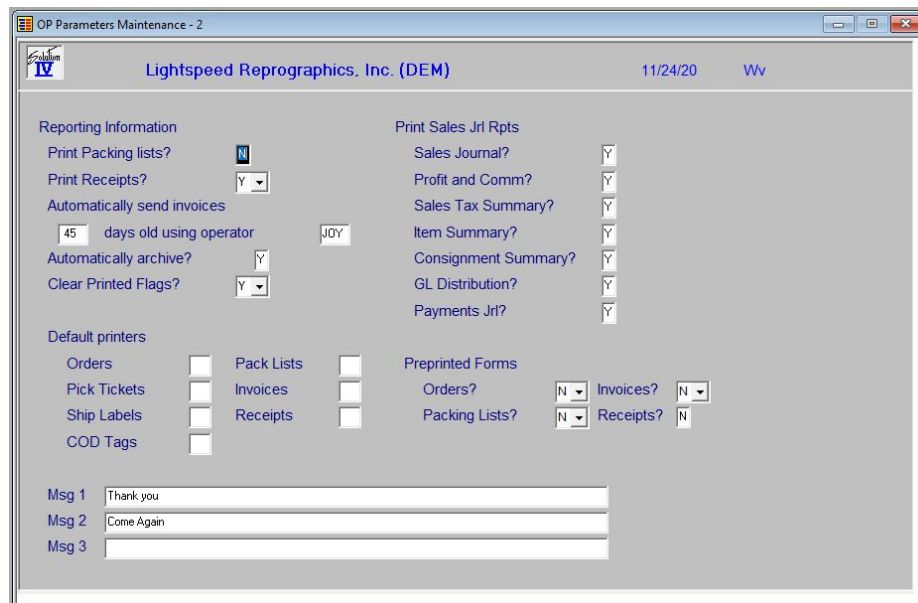 OP Parameters Maintenance - 2
Solution IV
Lightspeed Reprographics, Inc. (DEM) 11/24/20 Wv
Reporting Information Print Sales Jrl Rpts
Print Packing lists? N Sales Journal? Y
Print Receipts? Y Profit and Comm? Y
Automatically send invoices Sales Tax Summary? Y
45 days old using operator JOY Item Summary? Y
Automatically archive? Y Consignment Summary? Y
Clear Printed Flags? Y GL Distribution? Y
Payments Jrl? Y
Default printers
Orders Pack Lists Preprinted Forms
Pick Tickets Invoices Orders? N Invoices? N
Ship Labels Receipts Packing Lists? N Receipts? N
COD Tags
Msg 1 Thank you
Msg 2 Come Again
Msg 3